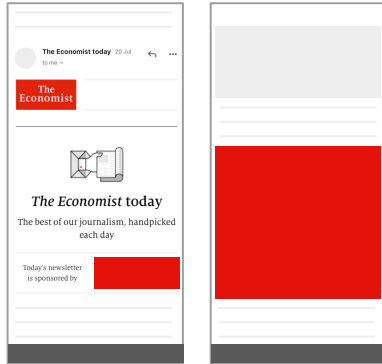 The Economist today 20 Jul
to me
The
Economist
The Economist today
The best of our journalism, handpicked
each day
Today's newsletter
is sponsored by